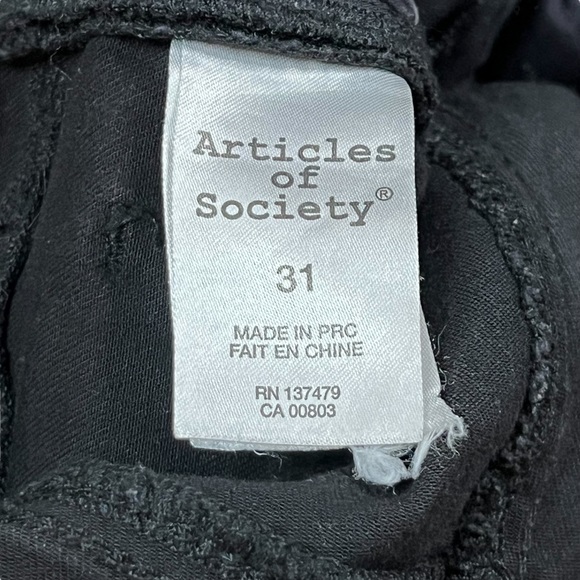 Articles
of
Society®
31
MADE IN PRC
FAIT EN CHINE
RN 137479
CA 00803